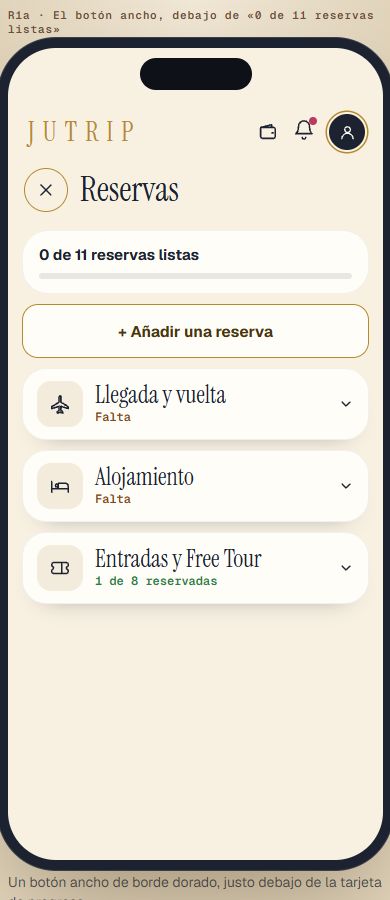 R1a · El botón ancho, debajo de «0 de 11 reservas
listas»
JUTRIP
Reservas
0 de 11 reservas listas
+ Añadir una reserva
Llegada y vuelta
Falta
Alojamiento
Falta
Entradas y Free Tour
1 de 8 reservadas
Un botón ancho de borde dorado, justo debajo de la tarjeta